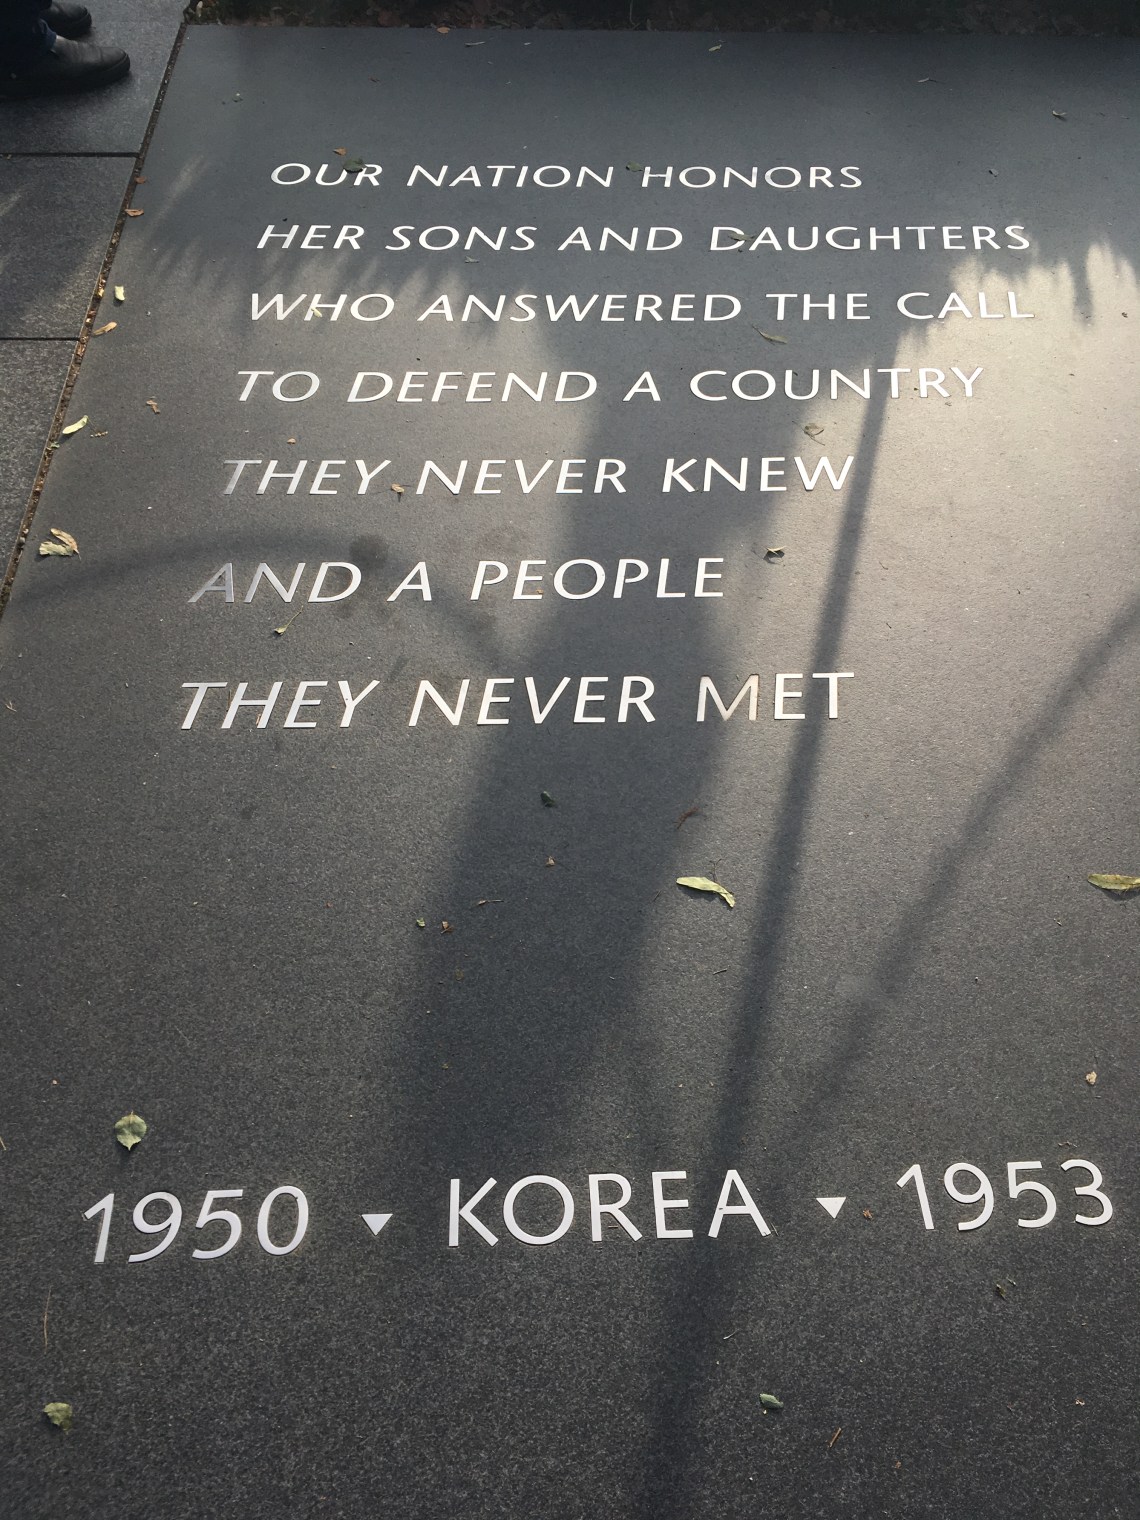 OUR NATION HONORS
HER SONS AND DAUGHTERS
WHO ANSWERED THE CALL
TO DEFEND A COUNTRY
THEY NEVER KNEW
AND A PEOPLE
THEY NEVER MET
1950 ▾ KOREA ▾ 1953